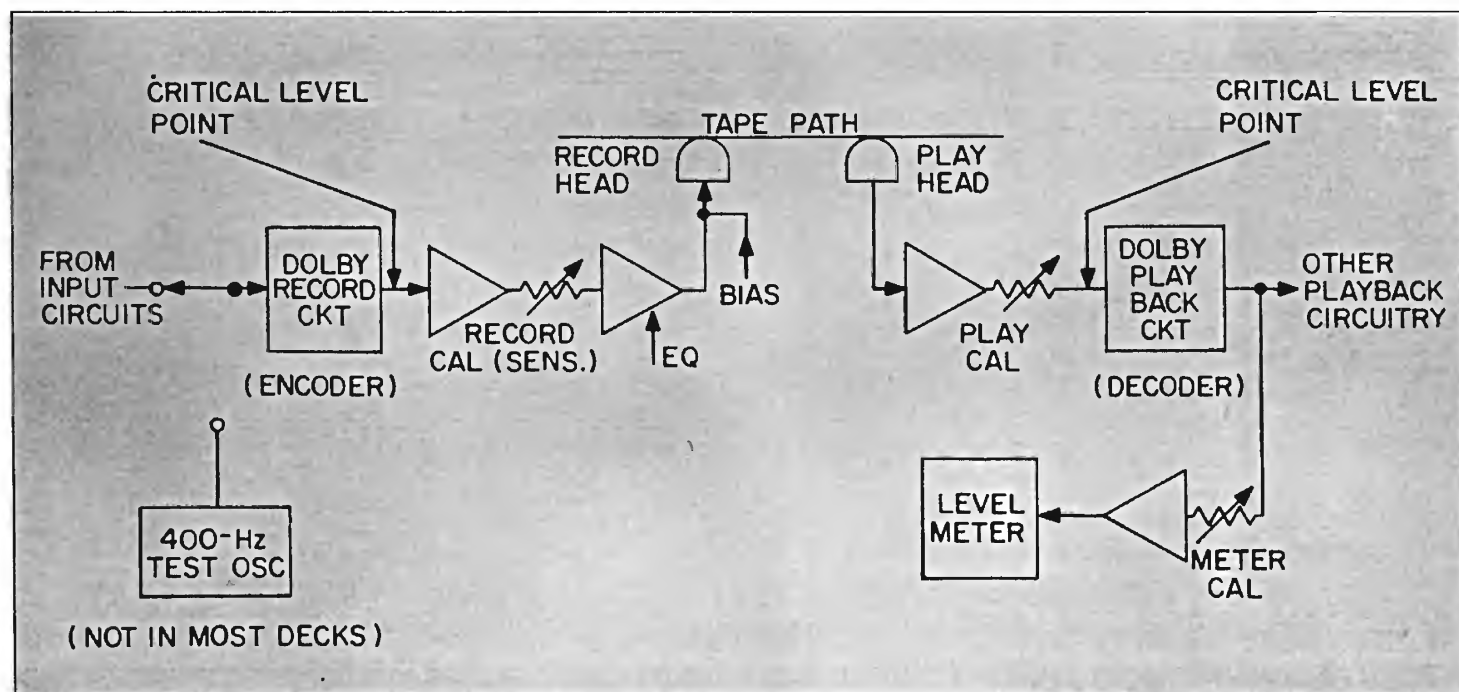 CRITICAL LEVEL
POINT
FROM
INPUT
CIRCUITS
DOLBY
RECORD
CKT
(ENCODER)
400-Hz
TEST OSC
(NOT IN MOST DECKS)
RECORD
CAL (SENS.)
EQ
BIAS
RECORD
HEAD
TAPE PATH
PLAY
HEAD
PLAY
CAL
CRITICAL LEVEL
POINT
DOLBY
PLAY
BACK
CKT
(DECODER)
OTHER
PLAYBACK
CIRCUITRY
LEVEL
METER
METER
CAL